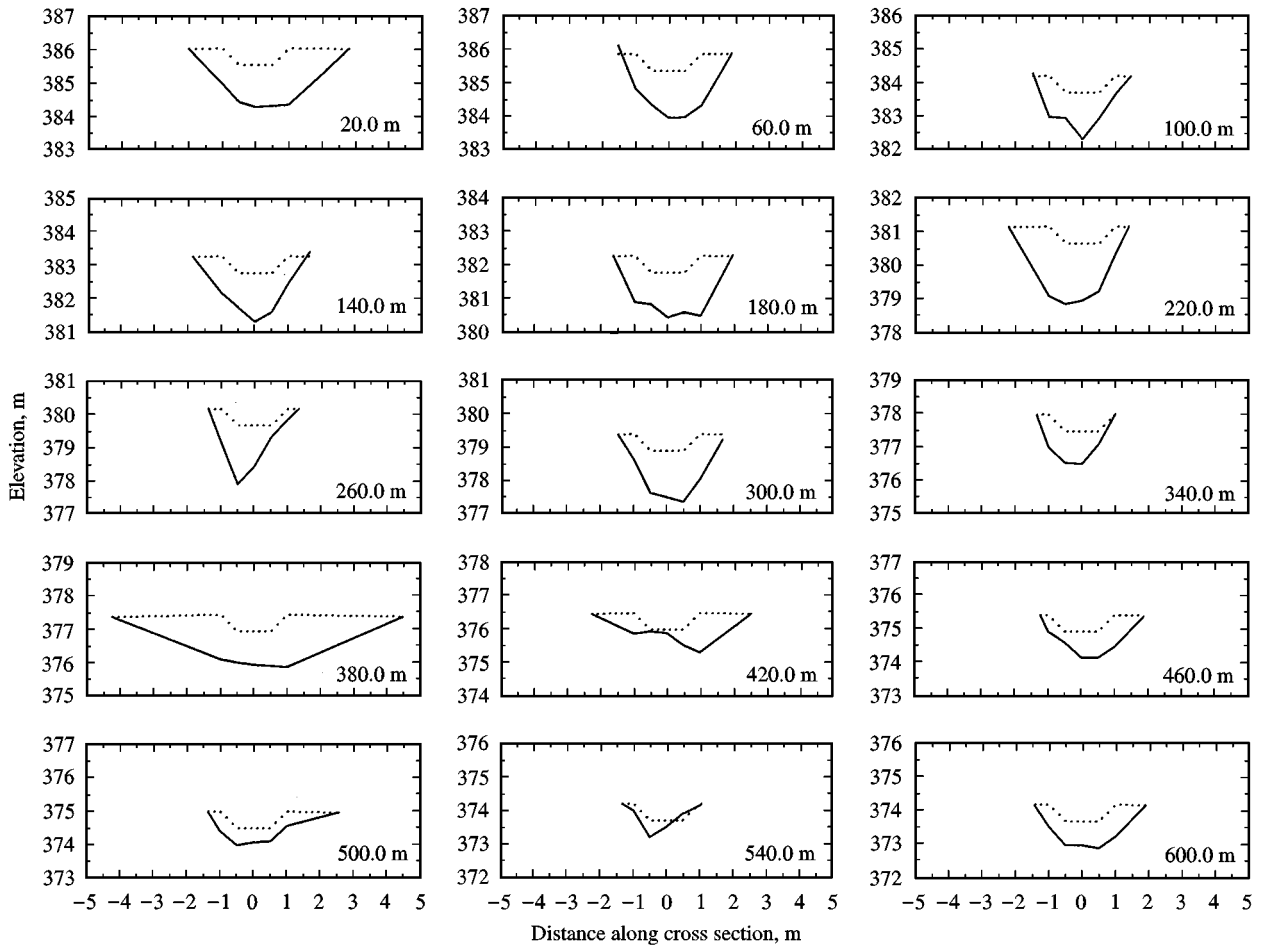 387 387 386
386 386 385
385 385 384
384 384 383
383 20.0 m 383 60.0 m 382 100.0 m
385 384 382
384 383 381
383 382 380
382 381 379
381 140.0 m 380 180.0 m 378 220.0 m
381 381 379
380 380 378
379 379 377
378 378 376
377 260.0 m 377 300.0 m 375 340.0 m
379 378 377
378 377 376
377 376 375
376 375 374
375 380.0 m 374 420.0 m 373 460.0 m
377 376 376
376 375 375
375 374 374
374 373 373
373 500.0 m 372 540.0 m 372 600.0 m
−5 −4 −3 −2 −1 0 1 2 3 4 5 −5 −4 −3 −2 −1 0 1 2 3 4 5 −5 −4 −3 −2 −1 0 1 2 3 4 5
Elevation, m
Distance along cross section, m